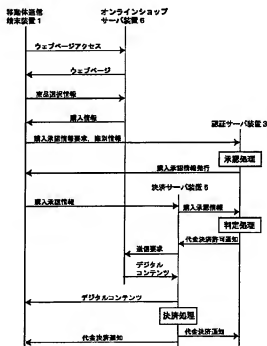 移動体通信
端末装置1
オンラインショップ
サーバ装置6
ウェブページアクセス
ウェブページ
商品選択情報
購入情報
認証サーバ装置3
購入承認情報要求、識別情報
承認処理
購入承認情報発行
決済サーバ装置5
購入承認情報
購入承認情報
判定処理
代金決済許可通知
送信要求
デジタル
コンテンツ
デジタルコンテンツ
決済処理
代金決済通知
代金決済通知